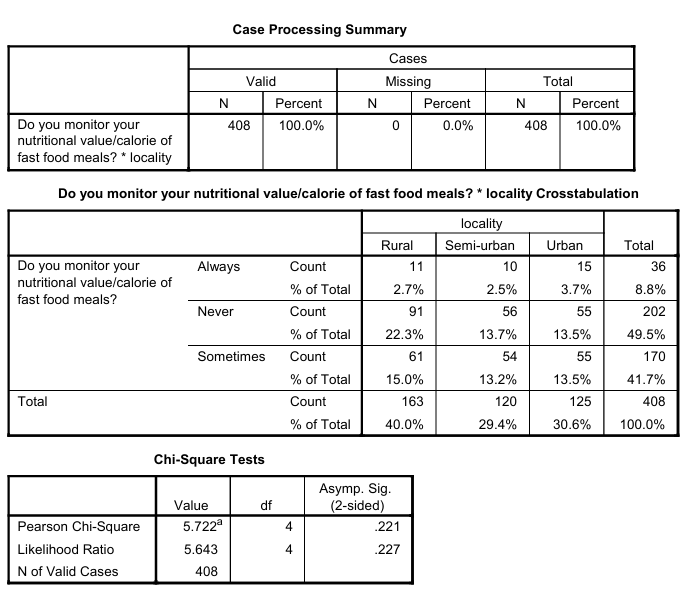 Case Processing Summary
Cases
Valid Missing Total
N Percent N Percent N Percent
Do you monitor your nutritional value/calorie of fast food meals? * locality 408 100.0% 0 0.0% 408 100.0%
Do you monitor your nutritional value/calorie of fast food meals? * locality Crosstabulation
locality
Rural Semi-urban Urban Total
Do you monitor your nutritional value/calorie of fast food meals? Always Count 11 10 15 36
% of Total 2.7% 2.5% 3.7% 8.8%
Never Count 91 56 55 202
% of Total 22.3% 13.7% 13.5% 49.5%
Sometimes Count 61 54 55 170
% of Total 15.0% 13.2% 13.5% 41.7%
Total Count 163 120 125 408
% of Total 40.0% 29.4% 30.6% 100.0%
Chi-Square Tests
Value df Asymp. Sig. (2-sided)
Pearson Chi-Square 5.722a 4 .221
Likelihood Ratio 5.643 4 .227
N of Valid Cases 408